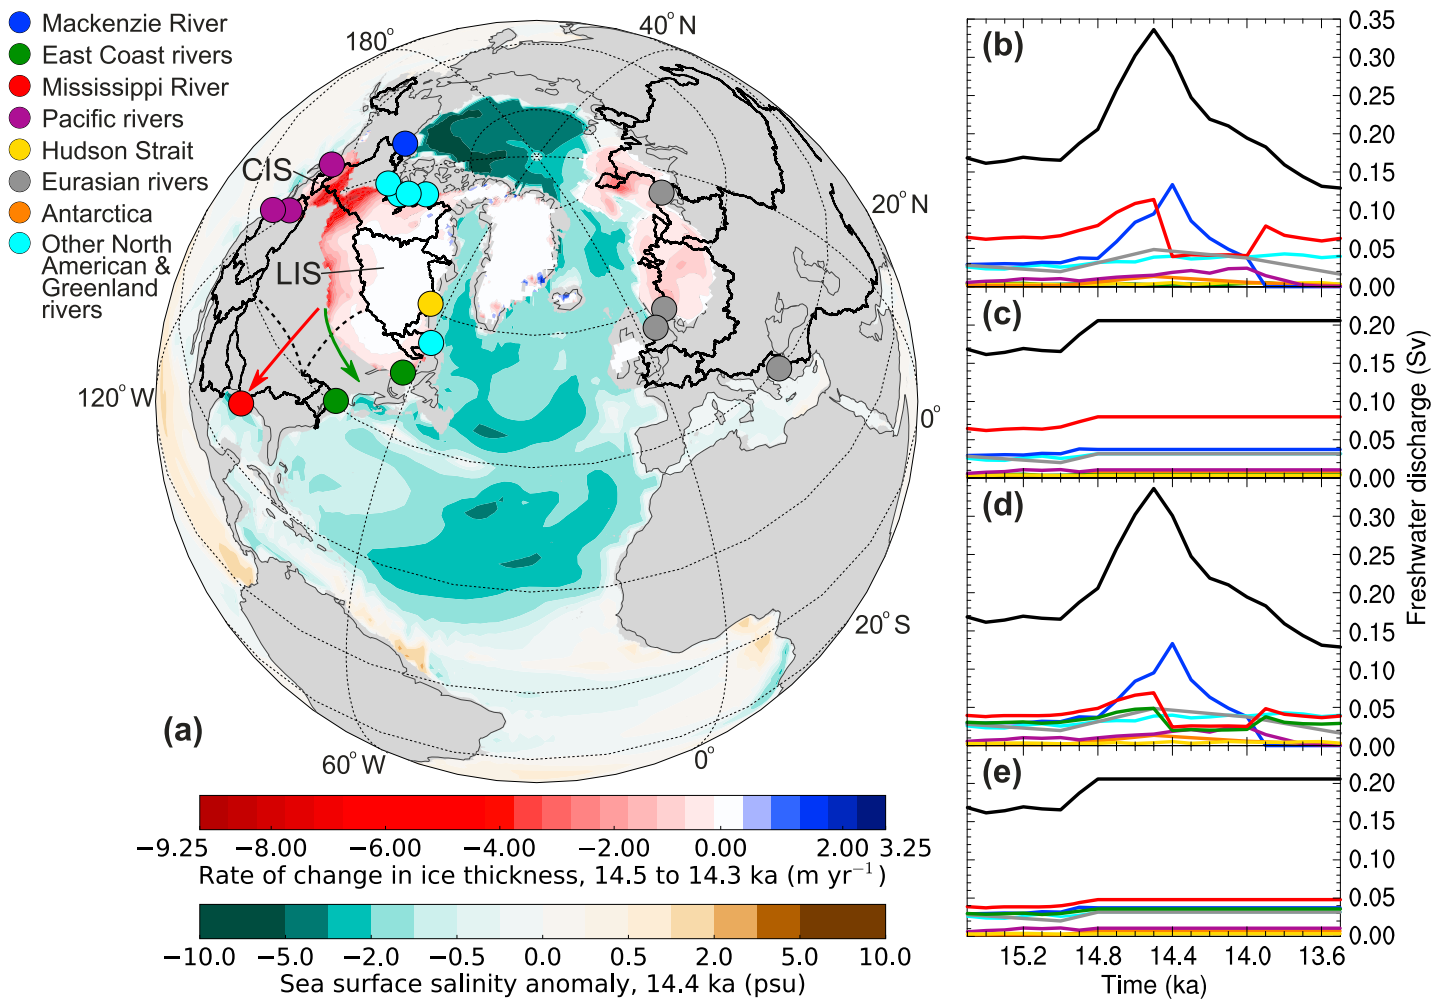 Mackenzie River
East Coast rivers
Mississippi River
Pacific rivers
Hudson Strait
Eurasian rivers
Antarctica
Other North
American &
Greenland
rivers
180°
40°N
20°N
0°
20°S
0°
60°W
120°W
CIS
LIS
(a)
−9.25 −8.00 −6.00 −4.00 −2.00 0.00 2.00 3.25
Rate of change in ice thickness, 14.5 to 14.3 ka (m yr⁻¹)
−10.0 −5.0 −2.0 −0.5 0.0 0.5 2.0 5.0 10.0
Sea surface salinity anomaly, 14.4 ka (psu)
(b)
0.35
0.30
0.25
0.20
0.15
0.10
0.05
0.00
(c)
0.20
0.15
0.10
0.05
0.00
(d)
0.30
0.25
0.20
0.15
0.10
0.05
0.00
(e)
0.20
0.15
0.10
0.05
0.00
Freshwater discharge (Sv)
15.2 14.8 14.4 14.0 13.6
Time (ka)